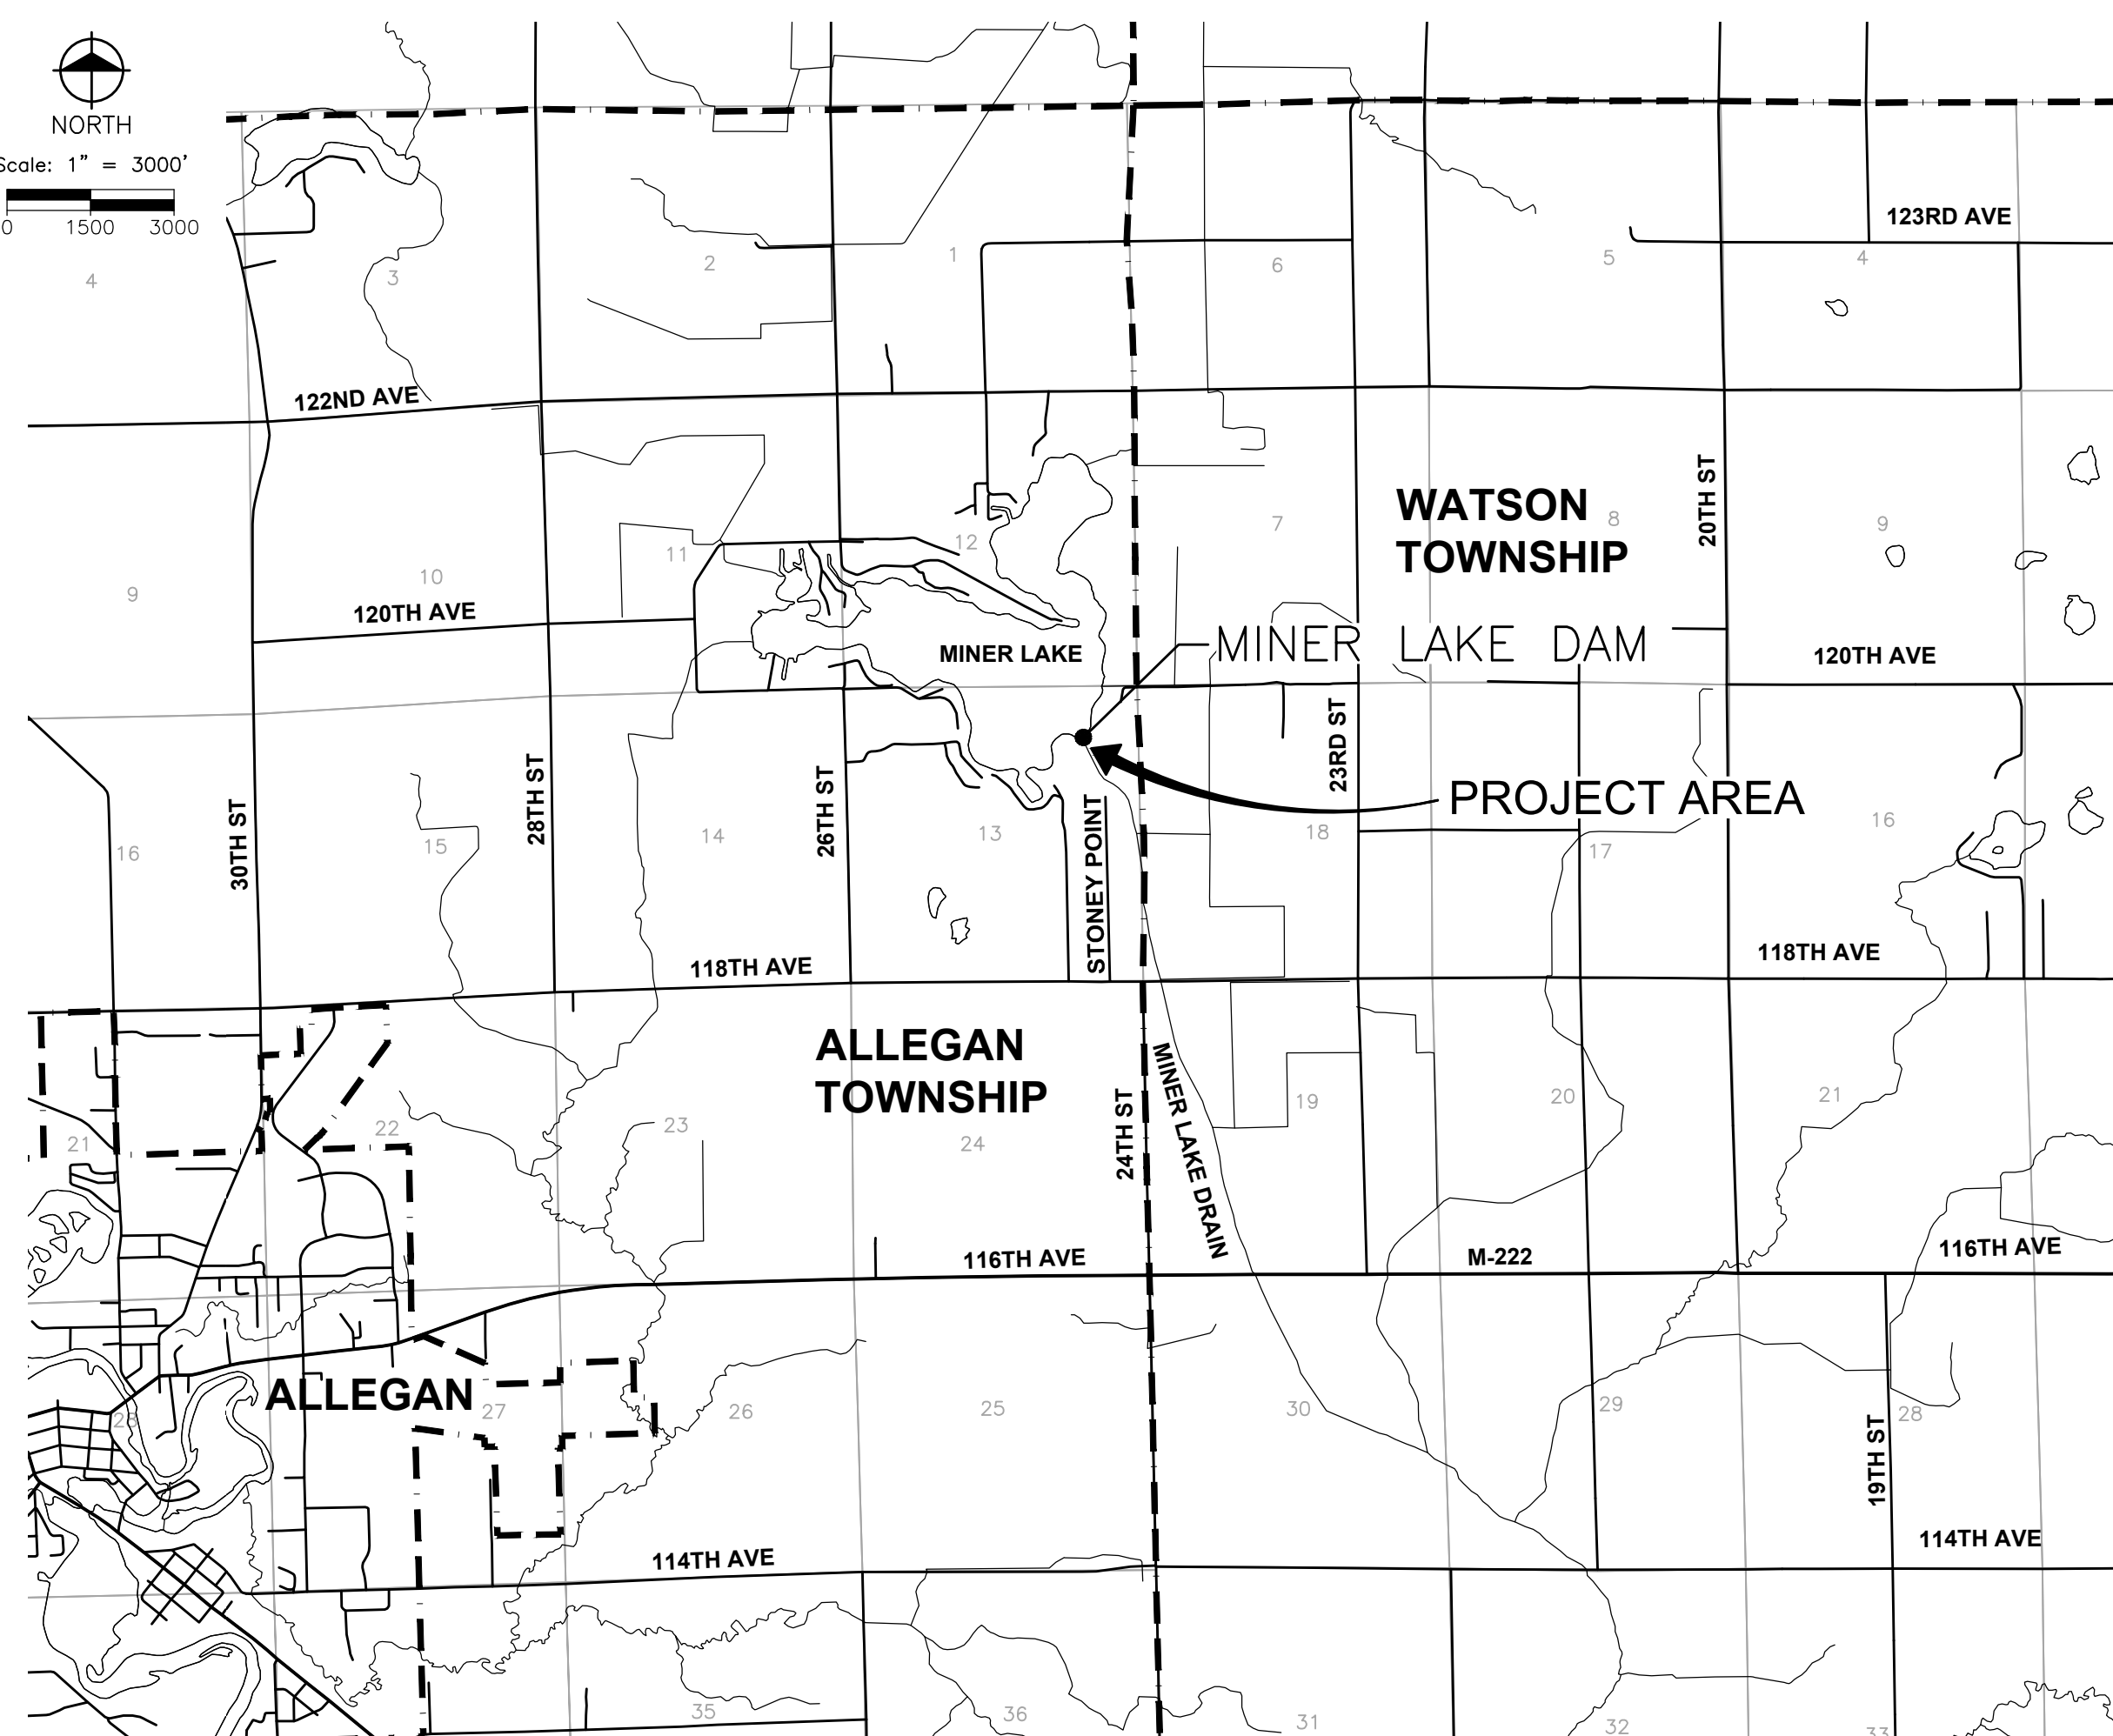 NORTH
Scale: 1" = 3000'
0 1500 3000
123RD AVE
4
3
2
1
6
5
4
122ND AVE
WATSON
TOWNSHIP
20TH ST
9
10
11
12
7
8
9
120TH AVE
MINER LAKE
MINER LAKE DAM
120TH AVE
23RD ST
PROJECT AREA
30TH ST
28TH ST
26TH ST
STONEY POINT
16
15
14
13
18
17
16
118TH AVE
118TH AVE
ALLEGAN
TOWNSHIP
24TH ST
MINER LAKE DRAIN
21
22
23
24
19
20
21
116TH AVE
M-222
116TH AVE
ALLEGAN
28
27
26
25
30
29
28
19TH ST
114TH AVE
114TH AVE
35
36
31
32
33